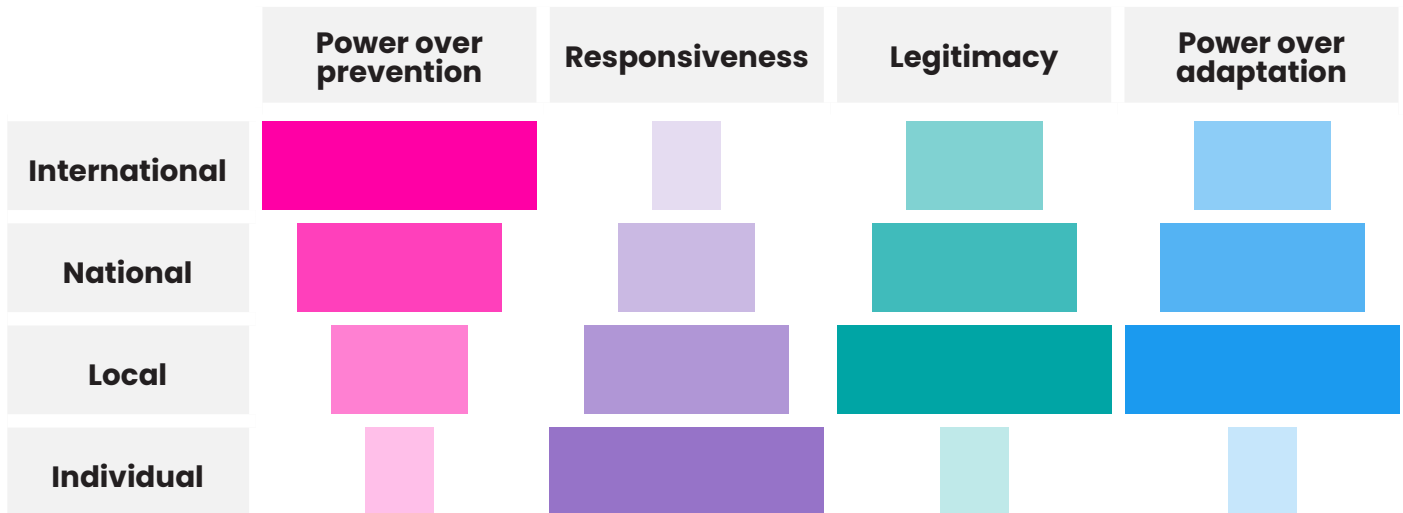 Power over
prevention
Responsiveness
Legitimacy
Power over
adaptation
International
National
Local
Individual